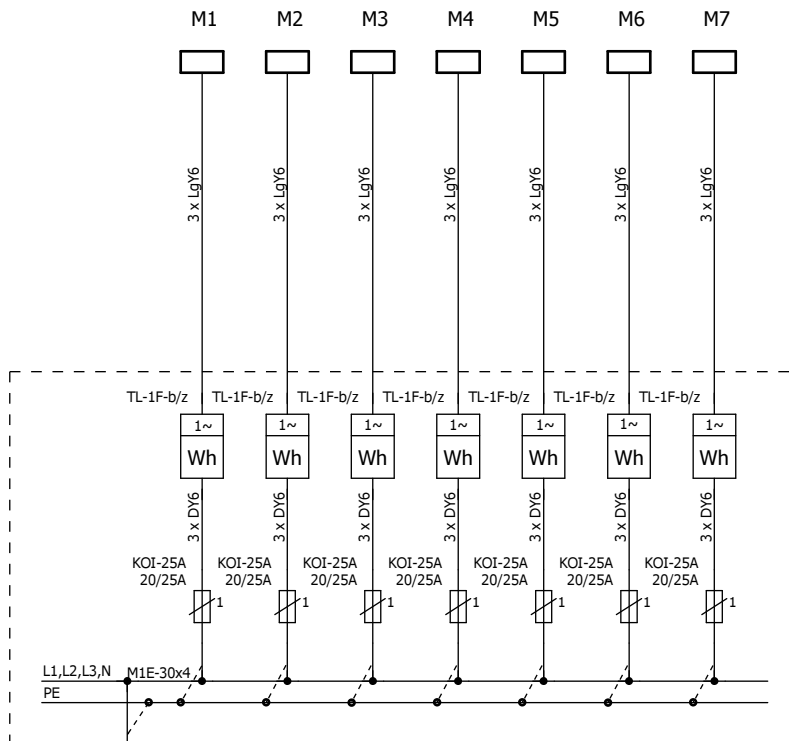 M1 M2 M3 M4 M5 M6 M7
3 x LgY6 3 x LgY6 3 x LgY6 3 x LgY6 3 x LgY6 3 x LgY6 3 x LgY6
TL-1F-b/z TL-1F-b/z TL-1F-b/z TL-1F-b/z TL-1F-b/z TL-1F-b/z TL-1F-b/z
1~ 1~ 1~ 1~ 1~ 1~ 1~
Wh Wh Wh Wh Wh Wh Wh
3 x DY6 3 x DY6 3 x DY6 3 x DY6 3 x DY6 3 x DY6 3 x DY6
KOI-25A KOI-25A KOI-25A KOI-25A KOI-25A KOI-25A KOI-25A
20/25A 20/25A 20/25A 20/25A 20/25A 20/25A 20/25A
1 1 1 1 1 1 1
L1,L2,L3,N M1E-30x4
PE